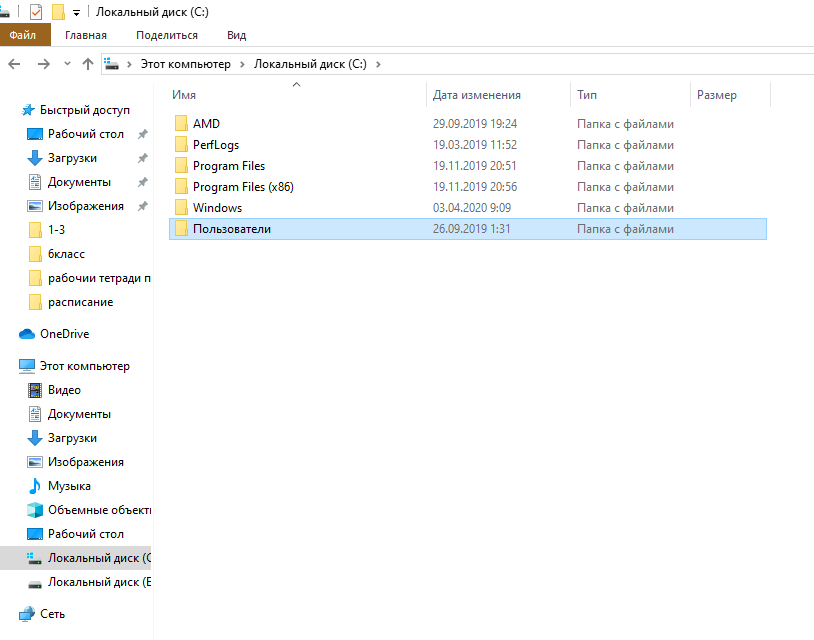 Локальный диск (C:)
Файл Главная Поделиться Вид
Этот компьютер Локальный диск (C:)
Имя Дата изменения Тип Размер
AMD 29.09.2019 19:24 Папка с файлами
PerfLogs 19.03.2019 11:52 Папка с файлами
Program Files 19.11.2019 20:51 Папка с файлами
Program Files (x86) 19.11.2019 20:56 Папка с файлами
Windows 03.04.2020 9:09 Папка с файлами
Пользователи 26.09.2019 1:31 Папка с файлами
Быстрый доступ
Рабочий стол
Загрузки
Документы
Изображения
1-3
6класс
рабочии тетради п
расписание
OneDrive
Этот компьютер
Видео
Документы
Загрузки
Изображения
Музыка
Объемные объект
Рабочий стол
Локальный диск (C
Локальный диск (E
Сеть